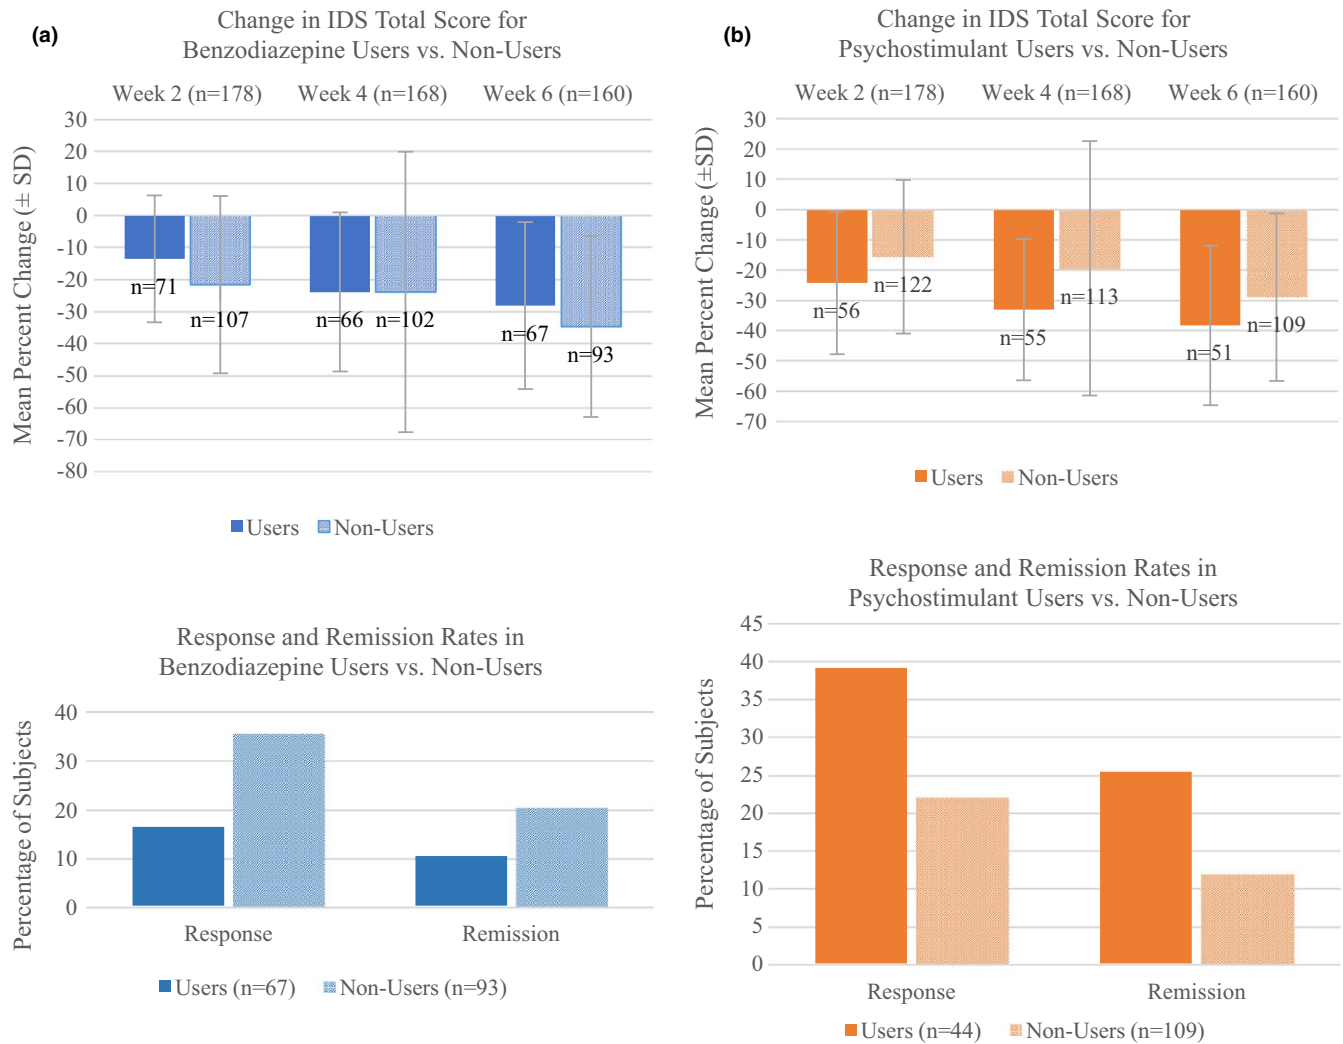 (a)
Change in IDS Total Score for
Benzodiazepine Users vs. Non-Users
Week 2 (n=178) Week 4 (n=168) Week 6 (n=160)
Mean Percent Change (± SD)
30
20
10
0
-10
-20
-30
-40
-50
-60
-70
-80
n=71
n=107
n=66
n=102
n=67
n=93
Users Non-Users
Response and Remission Rates in
Benzodiazepine Users vs. Non-Users
Percentage of Subjects
40
30
20
10
0
Response Remission
Users (n=67) Non-Users (n=93)
(b)
Change in IDS Total Score for
Psychostimulant Users vs. Non-Users
Week 2 (n=178) Week 4 (n=168) Week 6 (n=160)
Mean Percent Change (±SD)
30
20
10
0
-10
-20
-30
-40
-50
-60
-70
n=56
n=122
n=55
n=113
n=51
n=109
Users Non-Users
Response and Remission Rates in
Psychostimulant Users vs. Non-Users
Percentage of Subjects
45
40
35
30
25
20
15
10
5
0
Response Remission
Users (n=44) Non-Users (n=109)